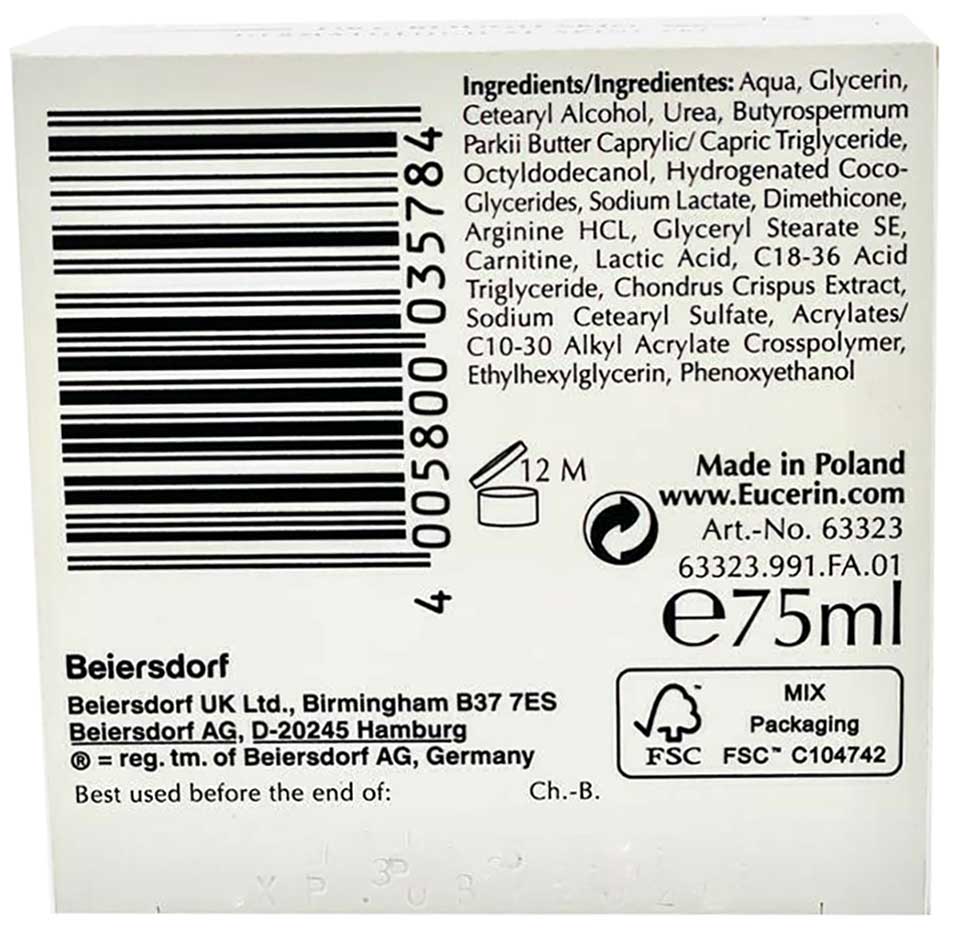 Ingredients/Ingredientes: Aqua, Glycerin,
Cetearyl Alcohol, Urea, Butyrospermum
Parkii Butter Caprylic/ Capric Triglyceride,
Octyldodecanol, Hydrogenated Coco-
Glycerides, Sodium Lactate, Dimethicone,
Arginine HCL, Glyceryl Stearate SE,
Carnitine, Lactic Acid, C18-36 Acid
Triglyceride, Chondrus Crispus Extract,
Sodium Cetearyl Sulfate, Acrylates/
C10-30 Alkyl Acrylate Crosspolymer,
Ethylhexylglycerin, Phenoxyethanol
4 005800 035784
12 M
Made in Poland
www.Eucerin.com
Art.-No. 63323
63323.991.FA.01
℮75ml
Beiersdorf
Beiersdorf UK Ltd., Birmingham B37 7ES
Beiersdorf AG, D-20245 Hamburg
® = reg. tm. of Beiersdorf AG, Germany
Best used before the end of: Ch.-B.
FSC™
MIX
Packaging
FSC™ C104742